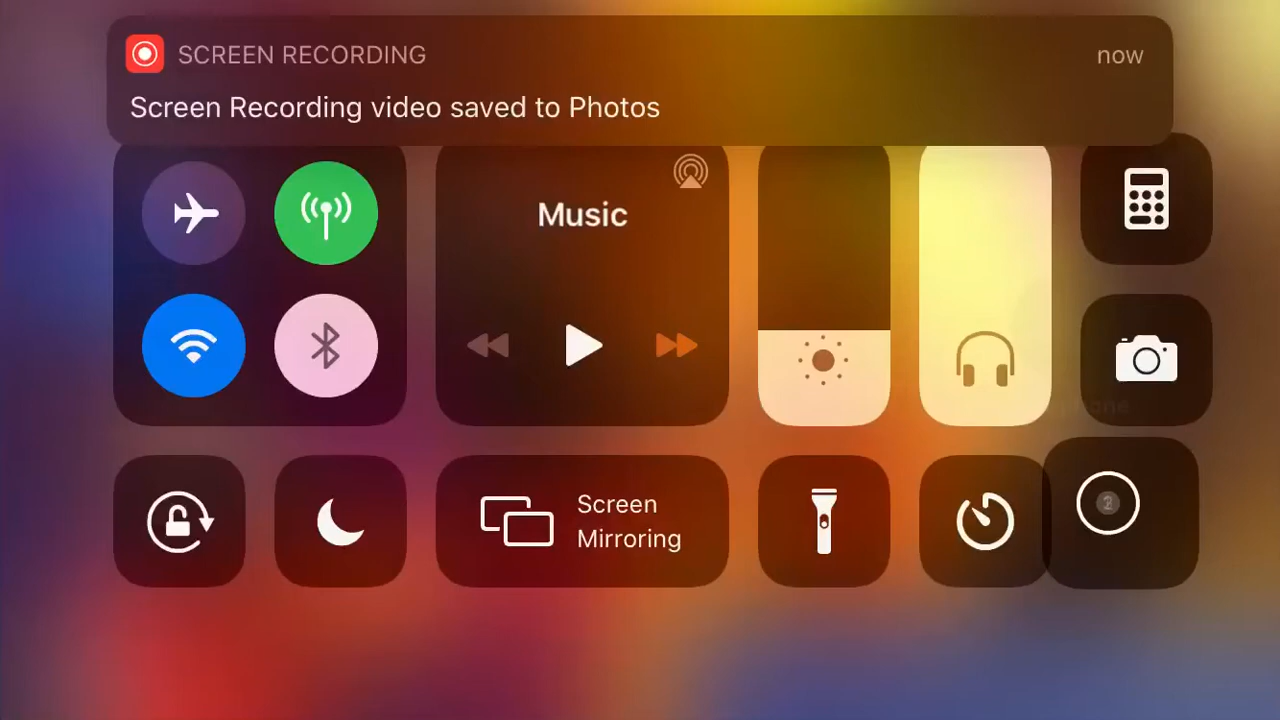 SCREEN RECORDING
now
Screen Recording video saved to Photos
Music
Screen
Mirroring
2